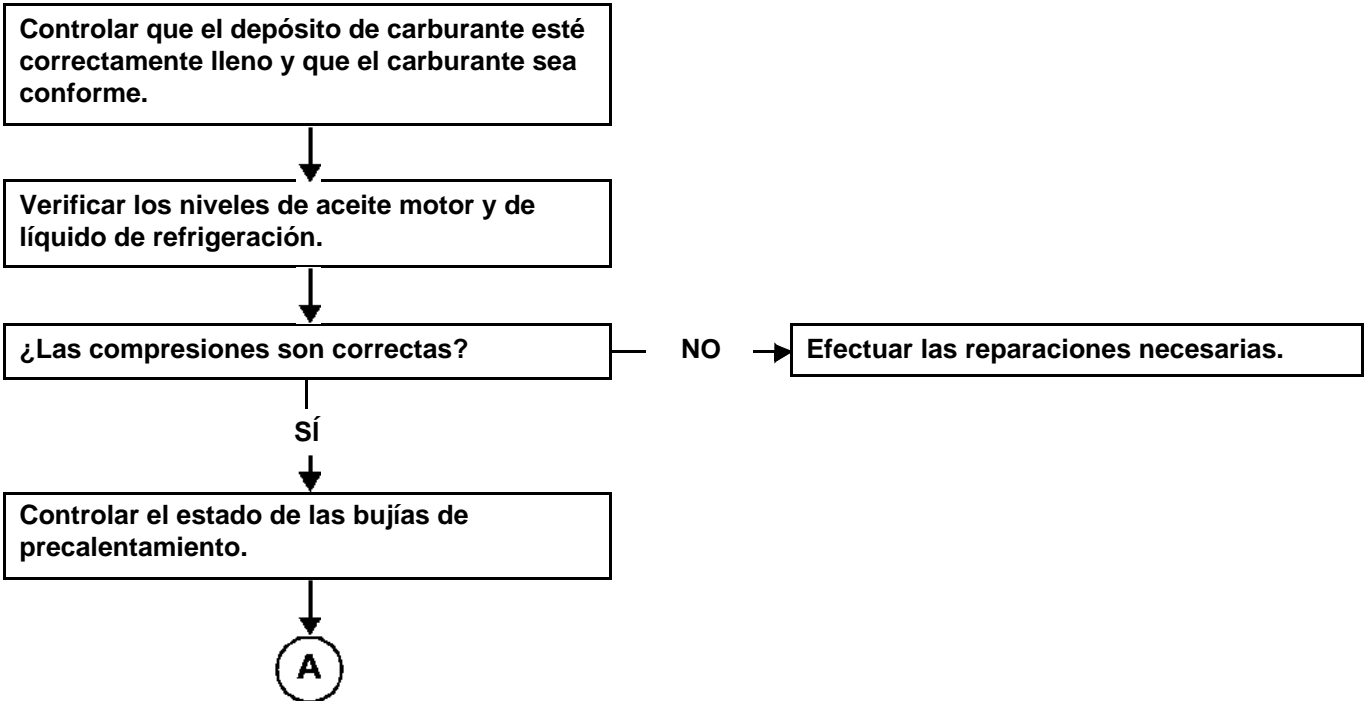 Controlar que el depósito de carburante esté
correctamente lleno y que el carburante sea
conforme.
Verificar los niveles de aceite motor y de
líquido de refrigeración.
¿Las compresiones son correctas?
NO
Efectuar las reparaciones necesarias.
SÍ
Controlar el estado de las bujías de
precalentamiento.
A